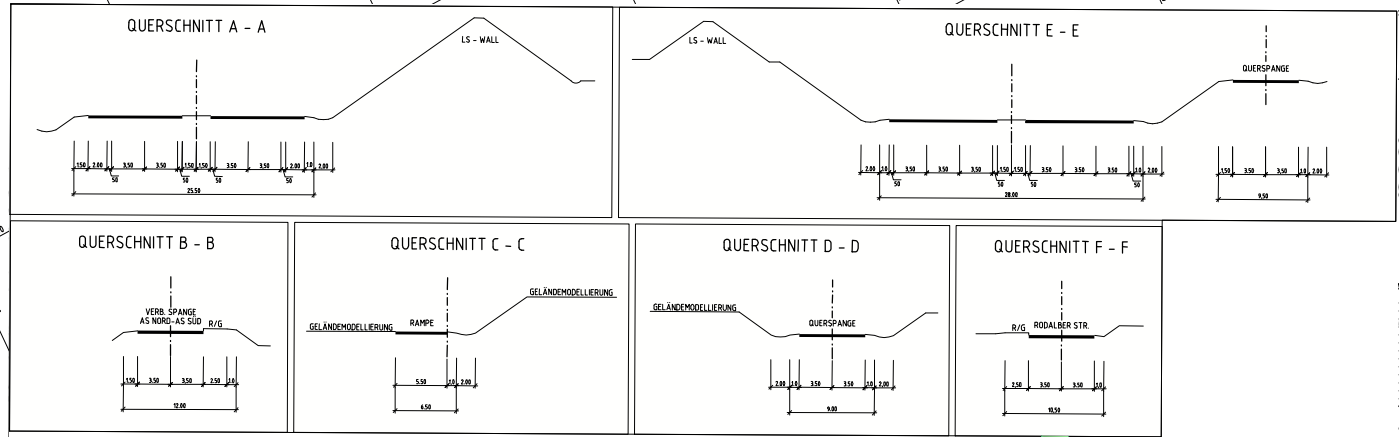 QUERSCHNITT A - A
LS - WALL
1.50 2.00 3.50 3.50 1.50 1.50 3.50 3.50 2.00 1.0 2.00
50 50 50 50
25.50
QUERSCHNITT E - E
LS - WALL
QUERSPANGE
2.00 1.0 3.50 3.50 1.50 1.50 3.50 3.50 1.0 2.00
50 50 50 50
28.00
1.50 3.50 3.50 1.0 2.00
9.50
QUERSCHNITT B - B
VERB. SPANGE
AS NORD-AS SÜD
R/G
1.50 3.50 3.50 2.50 1.0
12.00
QUERSCHNITT C - C
GELÄNDEMODELLIERUNG
GELÄNDEMODELLIERUNG
RAMPE
5.50 1.0 2.00
6.50
QUERSCHNITT D - D
GELÄNDEMODELLIERUNG
QUERSPANGE
2.00 1.0 3.50 3.50 1.0 2.00
9.00
QUERSCHNITT F - F
R/G RODALBER STR.
2.50 3.50 3.50 1.0
10.50